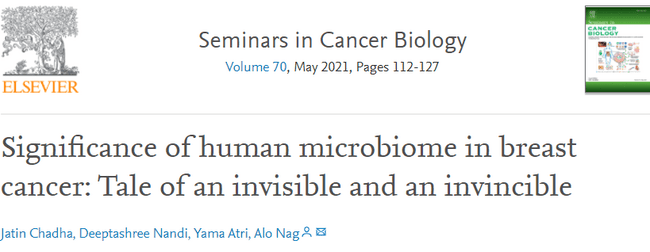 ELSEVIER
Seminars in Cancer Biology
Volume 70, May 2021, Pages 112-127
CANCER BIOLOGY
Significance of human microbiome in breast
cancer: Tale of an invisible and an invincible
Jatin Chadha, Deeptashree Nandi, Yama Atri, Alo Nag